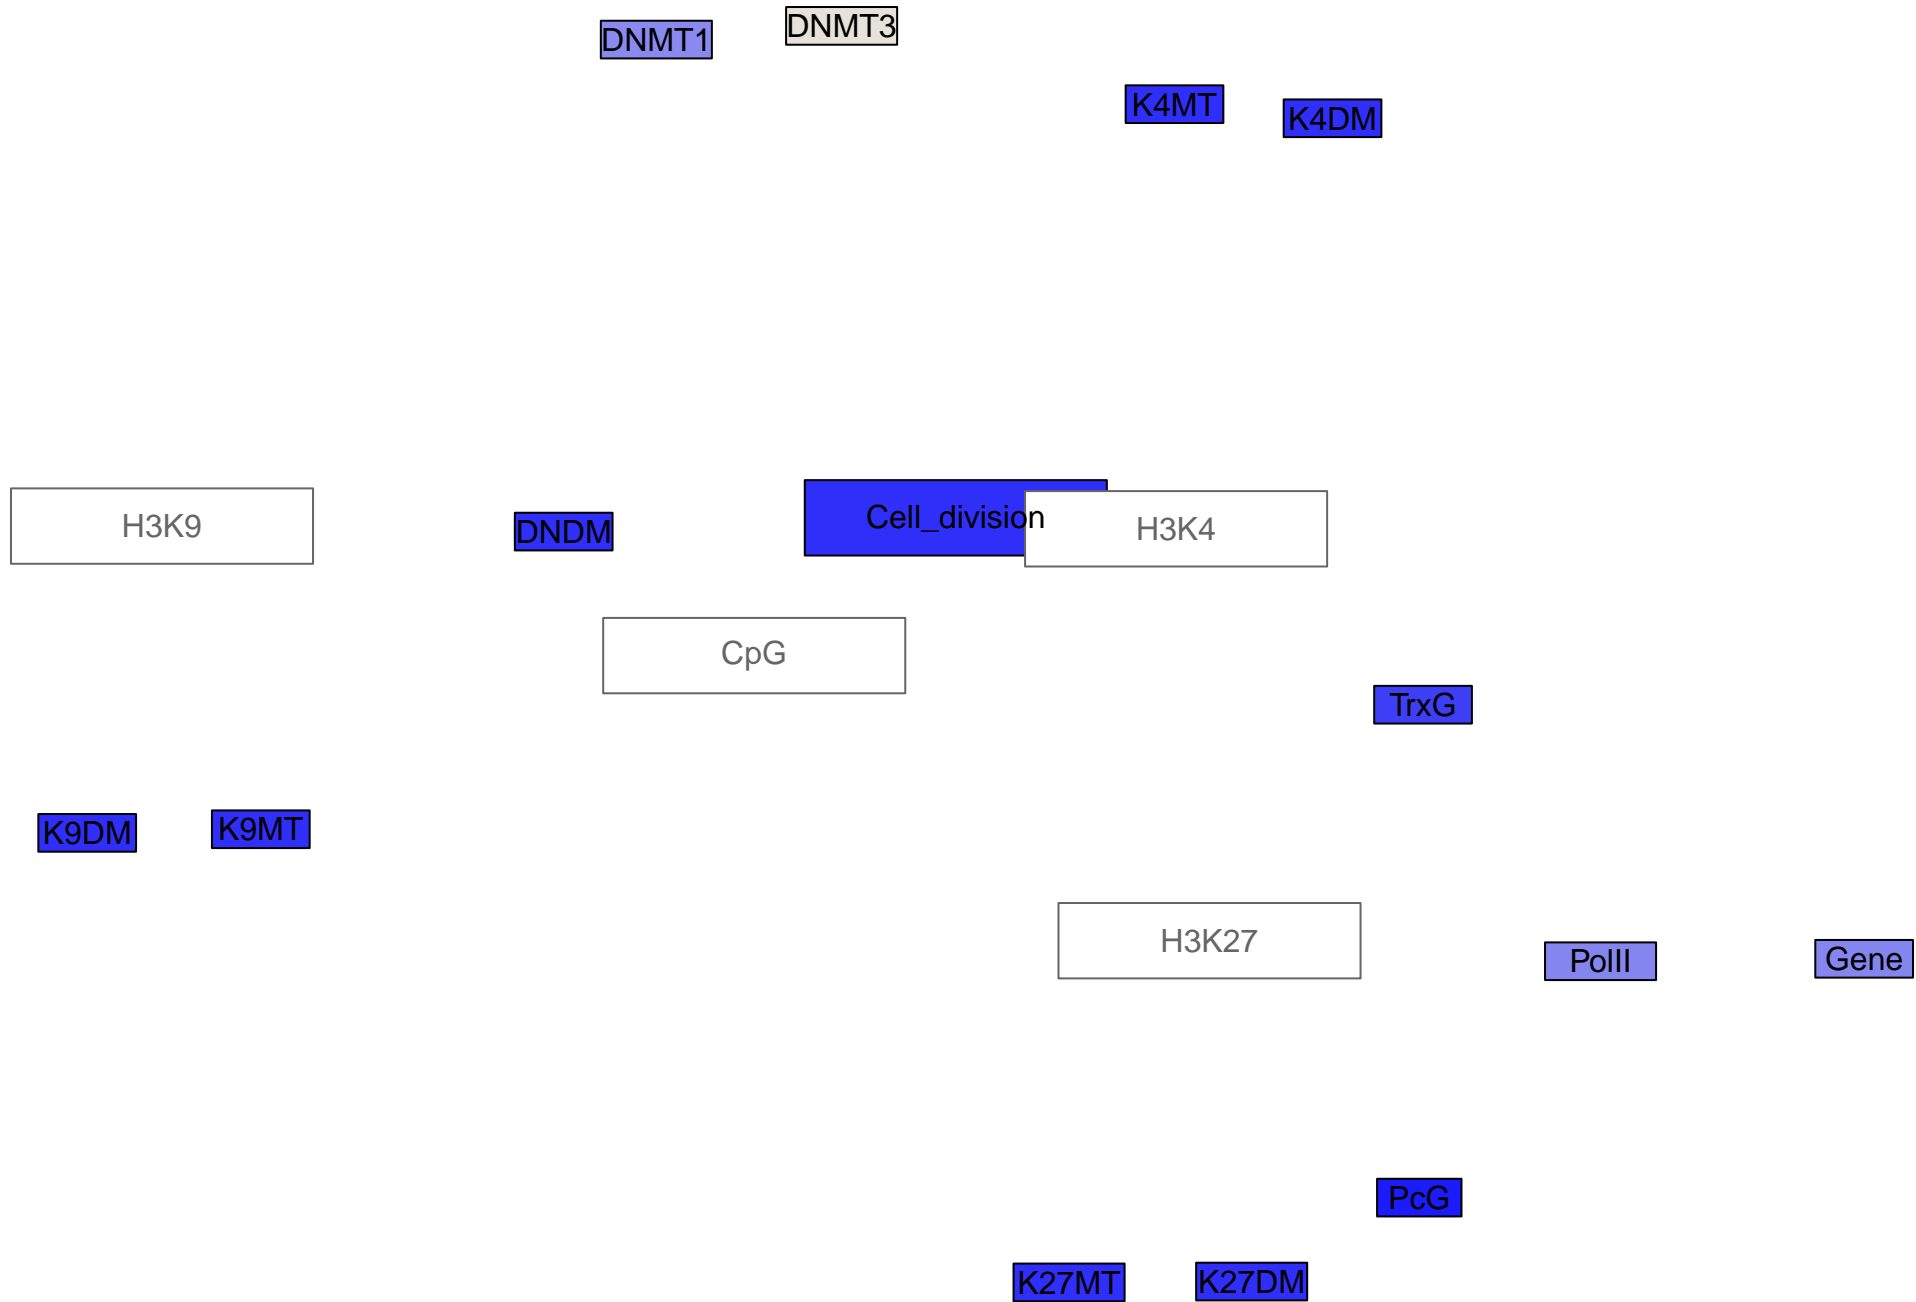 DNMT1
DNMT3
K4MT
K4DM
H3K9
DNDM
Cell_division
H3K4
CpG
TrxG
K9DM
K9MT
H3K27
PolII
Gene
PcG
K27MT
K27DM